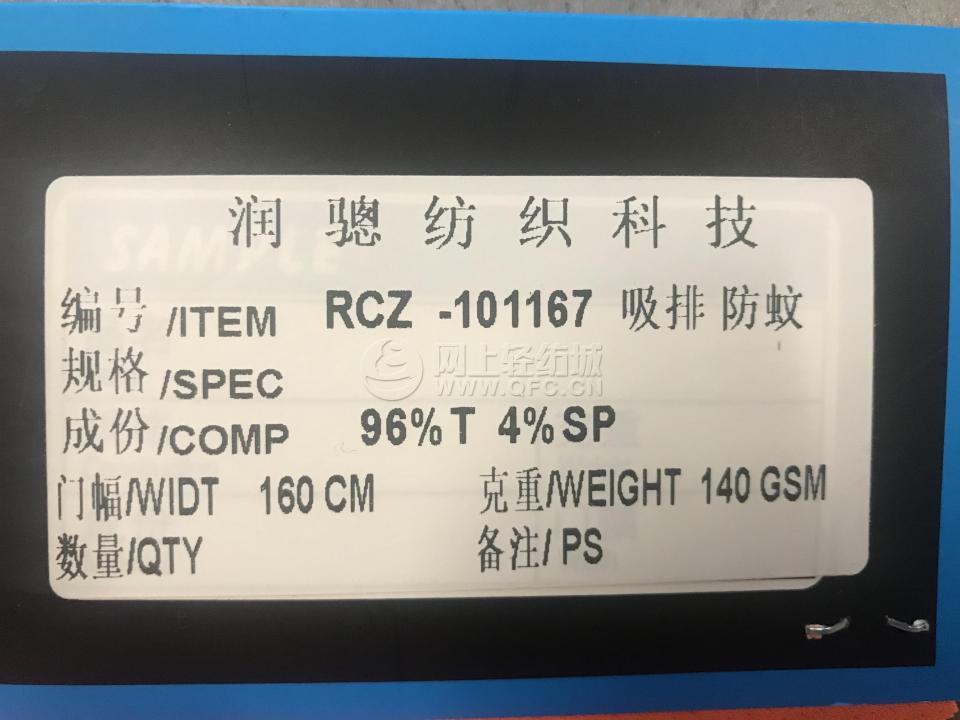 润骢纺织科技
SAMPLE
编号/ITEM RCZ -101167 吸排 防蚊
规格/SPEC
网上轻纺城
WWW.QFC.CN
成份/COMP 96%T 4%SP
门幅/WIDT 160 CM 克重/WEIGHT 140 GSM
数量/QTY 备注/ PS